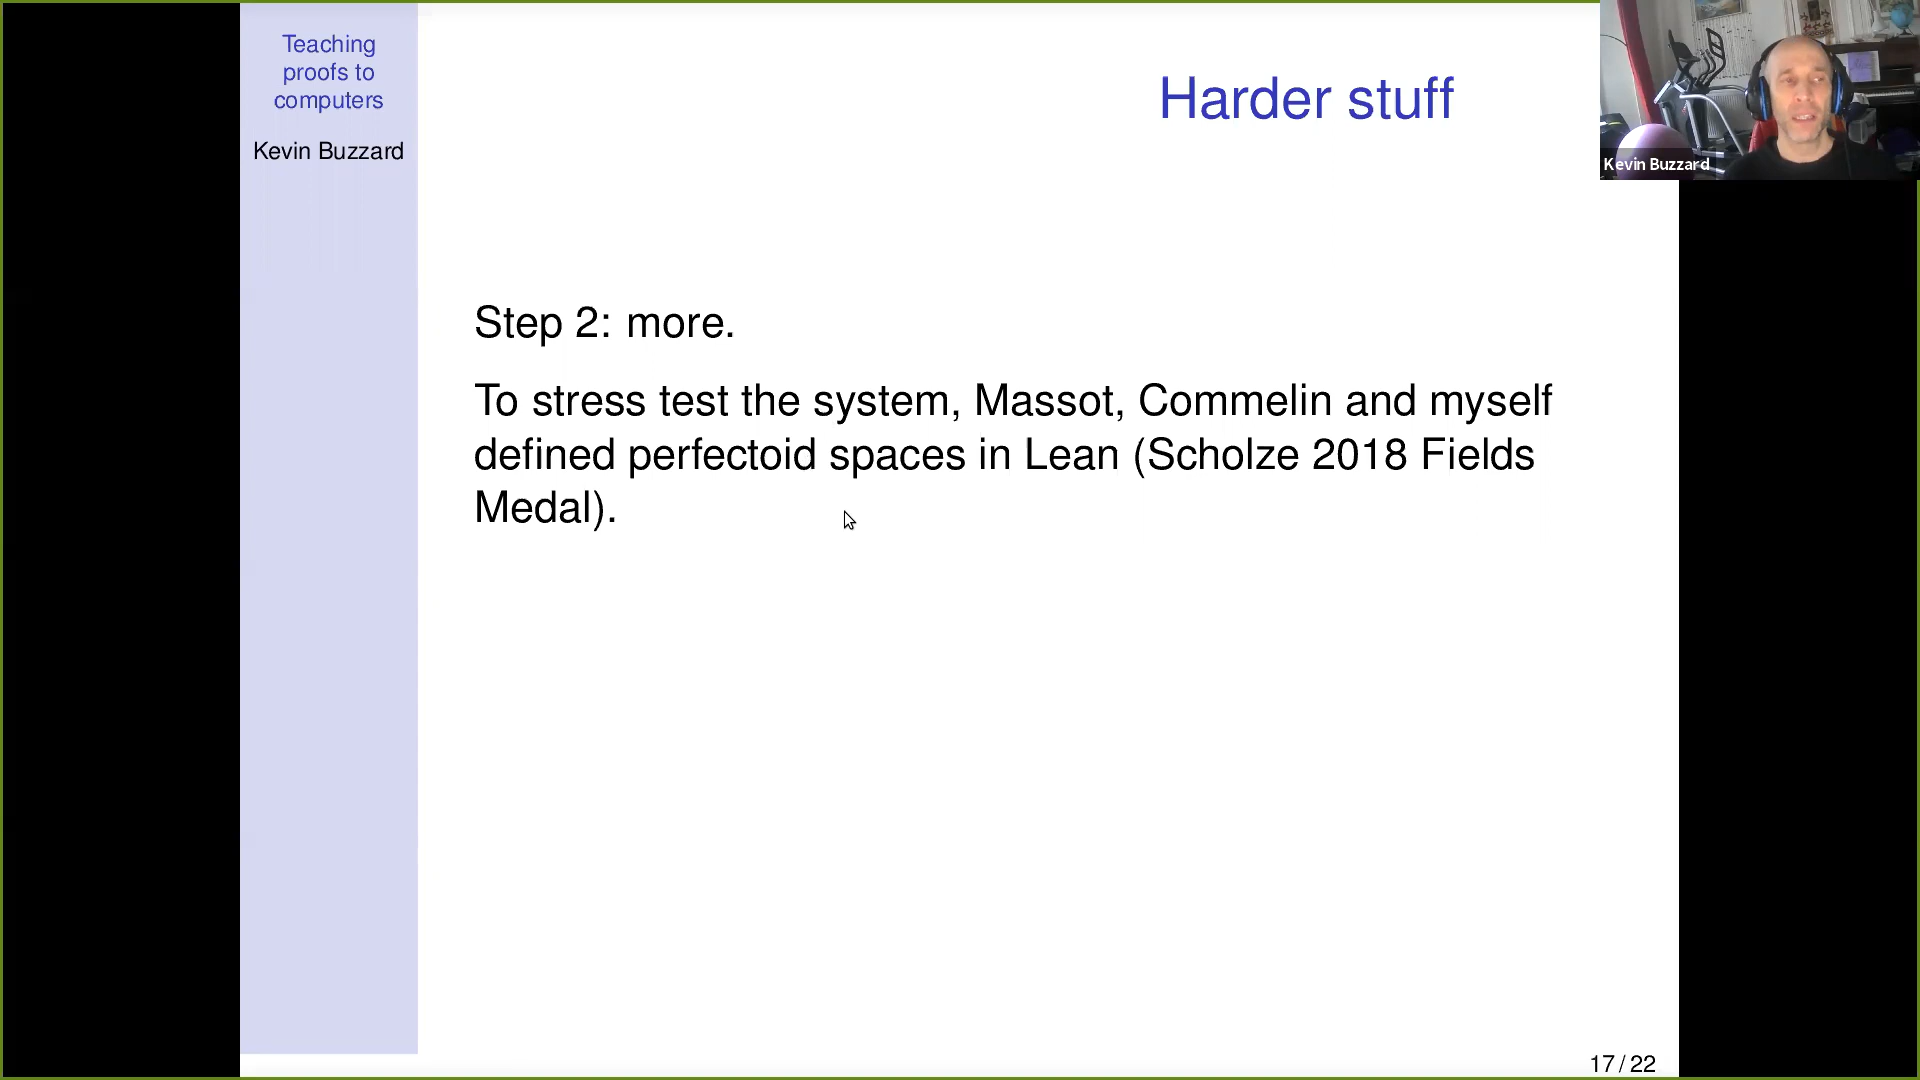 Teaching
proofs to
computers
Kevin Buzzard
Harder stuff
Kevin Buzzard
Step 2: more.
To stress test the system, Massot, Commelin and myself
defined perfectoid spaces in Lean (Scholze 2018 Fields
Medal).
17 / 22